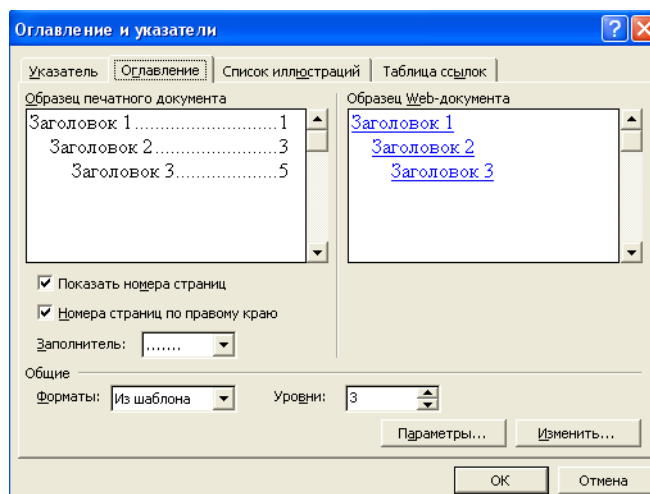 Оглавление и указатели
Указатель Оглавление Список иллюстраций Таблица ссылок
Образец печатного документа
Заголовок 1............................1
Заголовок 2.......................3
Заголовок 3...................5
Образец Web-документа
Заголовок 1
Заголовок 2
Заголовок 3
Показать номера страниц
Номера страниц по правому краю
Заполнитель: .......
Общие
Форматы: Из шаблона Уровни: 3
Параметры... Изменить...
ОК Отмена